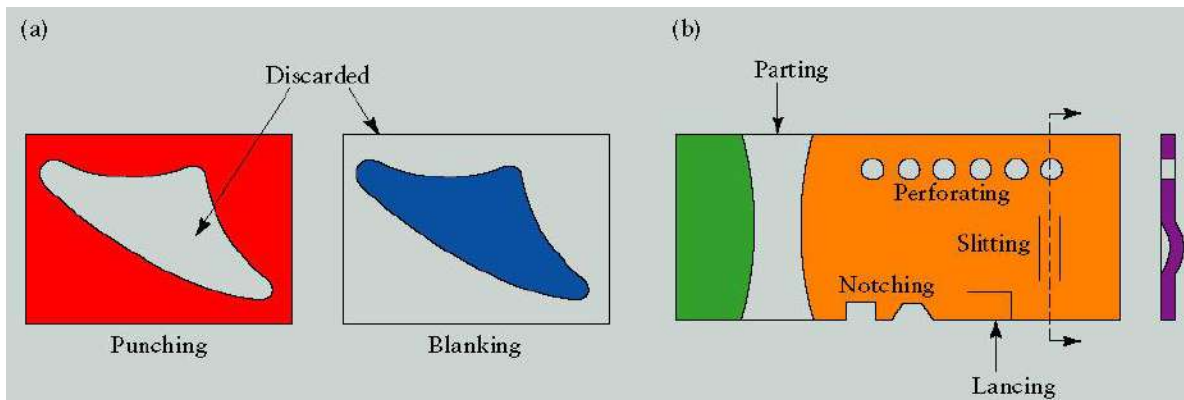 (a)
Discarded
Punching
Blanking
(b)
Parting
Perforating
Slitting
Notching
Lancing